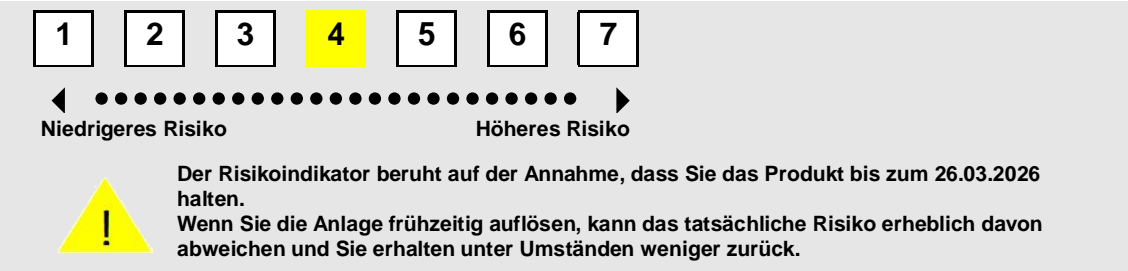 1 2 3 4 5 6 7
Niedrigeres Risiko Höheres Risiko
Der Risikoindikator beruht auf der Annahme, dass Sie das Produkt bis zum 26.03.2026
halten.
Wenn Sie die Anlage frühzeitig auflösen, kann das tatsächliche Risiko erheblich davon
abweichen und Sie erhalten unter Umständen weniger zurück.
!